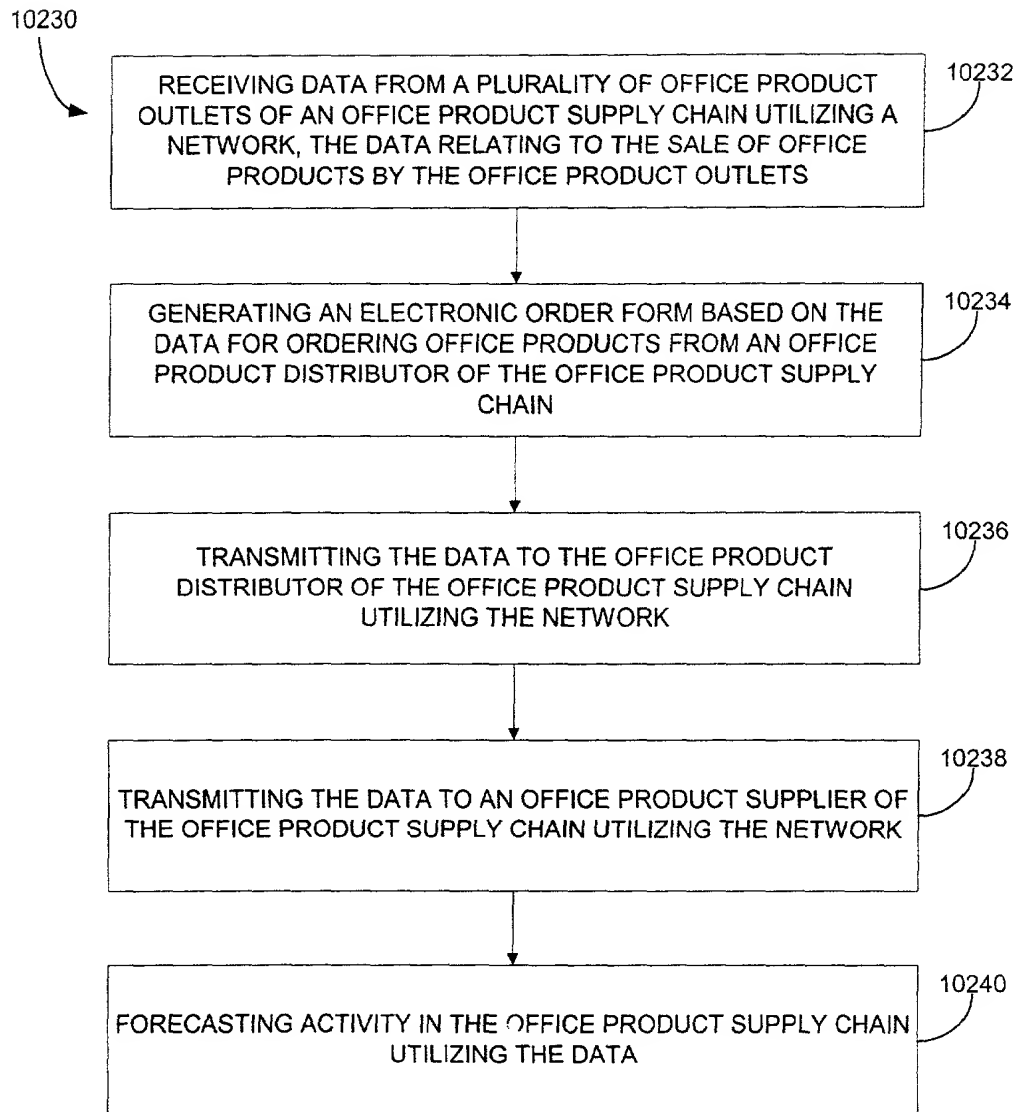 10230
RECEIVING DATA FROM A PLURALITY OF OFFICE PRODUCT
OUTLETS OF AN OFFICE PRODUCT SUPPLY CHAIN UTILIZING A
NETWORK, THE DATA RELATING TO THE SALE OF OFFICE
PRODUCTS BY THE OFFICE PRODUCT OUTLETS
10232
GENERATING AN ELECTRONIC ORDER FORM BASED ON THE
DATA FOR ORDERING OFFICE PRODUCTS FROM AN OFFICE
PRODUCT DISTRIBUTOR OF THE OFFICE PRODUCT SUPPLY
CHAIN
10234
TRANSMITTING THE DATA TO THE OFFICE PRODUCT
DISTRIBUTOR OF THE OFFICE PRODUCT SUPPLY CHAIN
UTILIZING THE NETWORK
10236
TRANSMITTING THE DATA TO AN OFFICE PRODUCT SUPPLIER OF
THE OFFICE PRODUCT SUPPLY CHAIN UTILIZING THE NETWORK
10238
FORECASTING ACTIVITY IN THE OFFICE PRODUCT SUPPLY CHAIN
UTILIZING THE DATA
10240